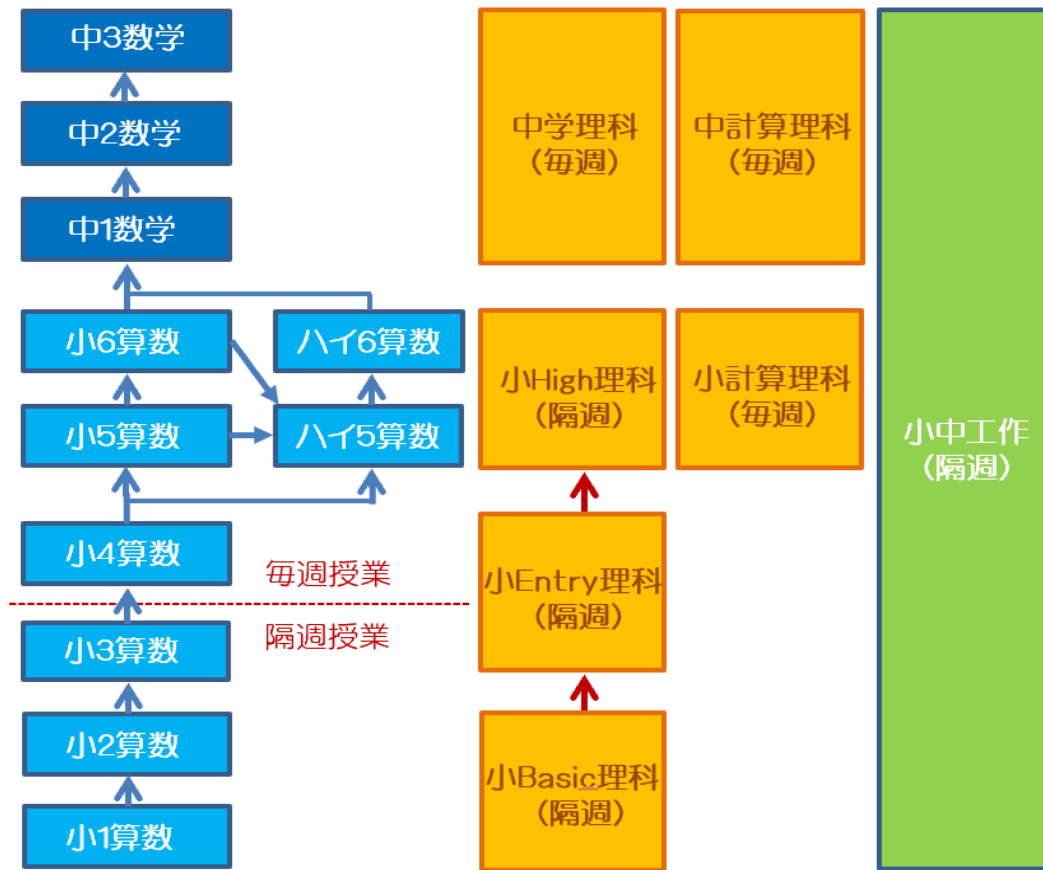 中3数学
中2数学
中1数学
小6算数
ハイ6算数
小5算数
ハイ5算数
小4算数
毎週授業
隔週授業
小3算数
小2算数
小1算数
中学理科
(毎週)
中計算理科
(毎週)
小High理科
(隔週)
小計算理科
(毎週)
小Entry理科
(隔週)
小Basic理科
(隔週)
小中工作
(隔週)